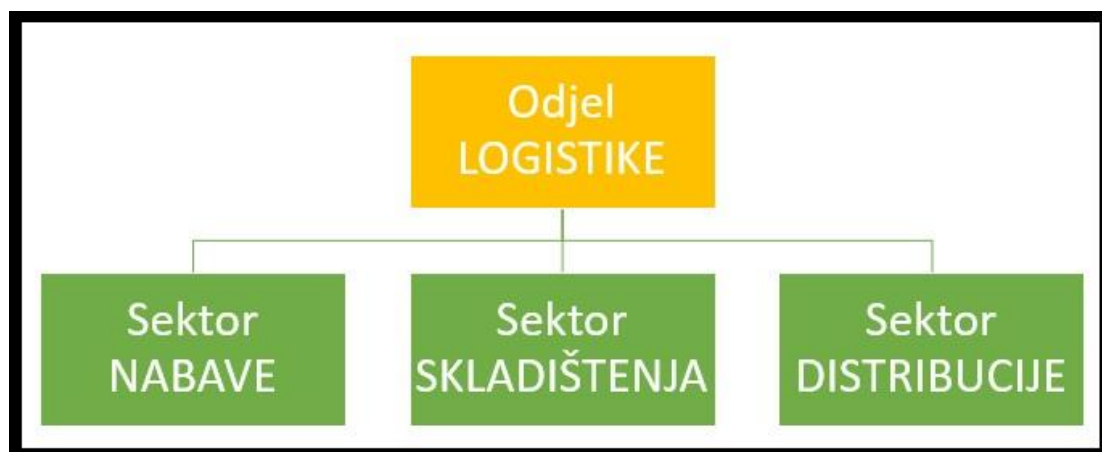 Odjel
LOGISTIKE
Sektor
NABAVE
Sektor
SKLADIŠTENJA
Sektor
DISTRIBUCIJE